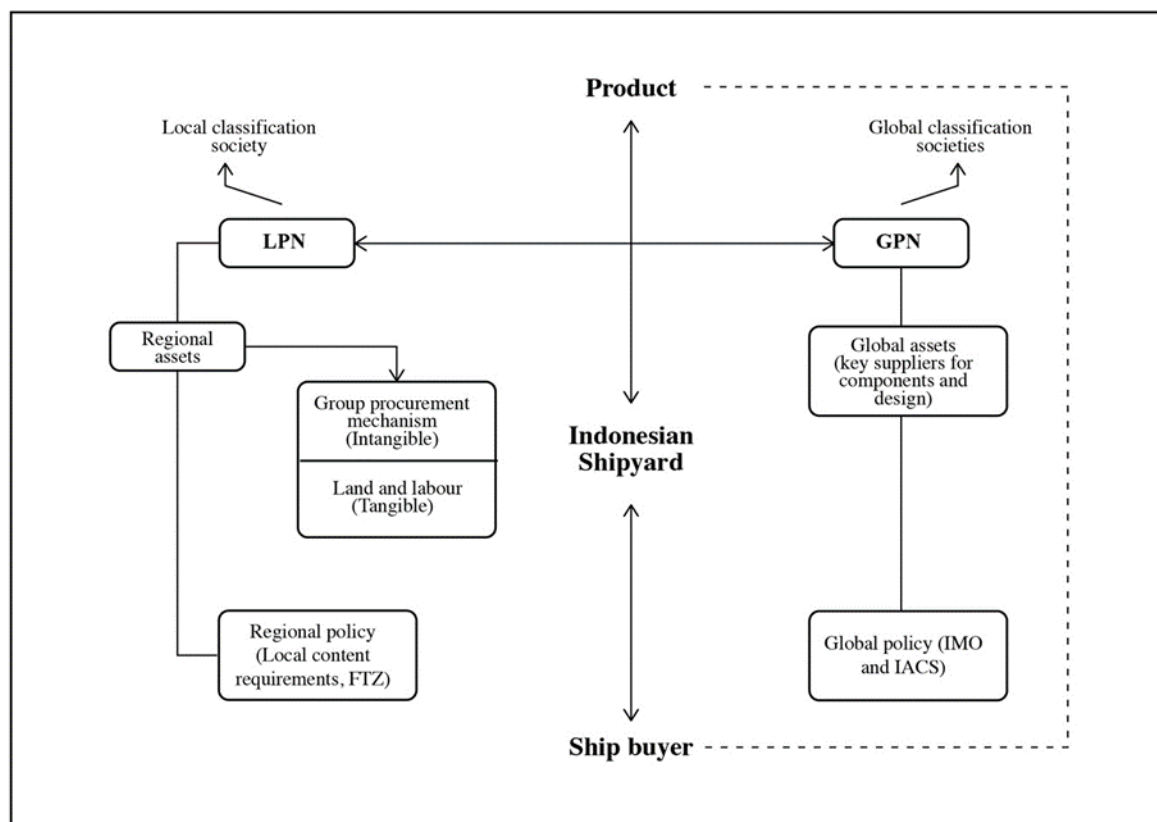 Product
Local classification
society
Global classification
societies
LPN
GPN
Regional
assets
Global assets
(key suppliers for
components and
design)
Group procurement
mechanism
(Intangible)
Land and labour
(Tangible)
Indonesian
Shipyard
Regional policy
(Local content
requirements, FTZ)
Global policy (IMO
and IACS)
Ship buyer